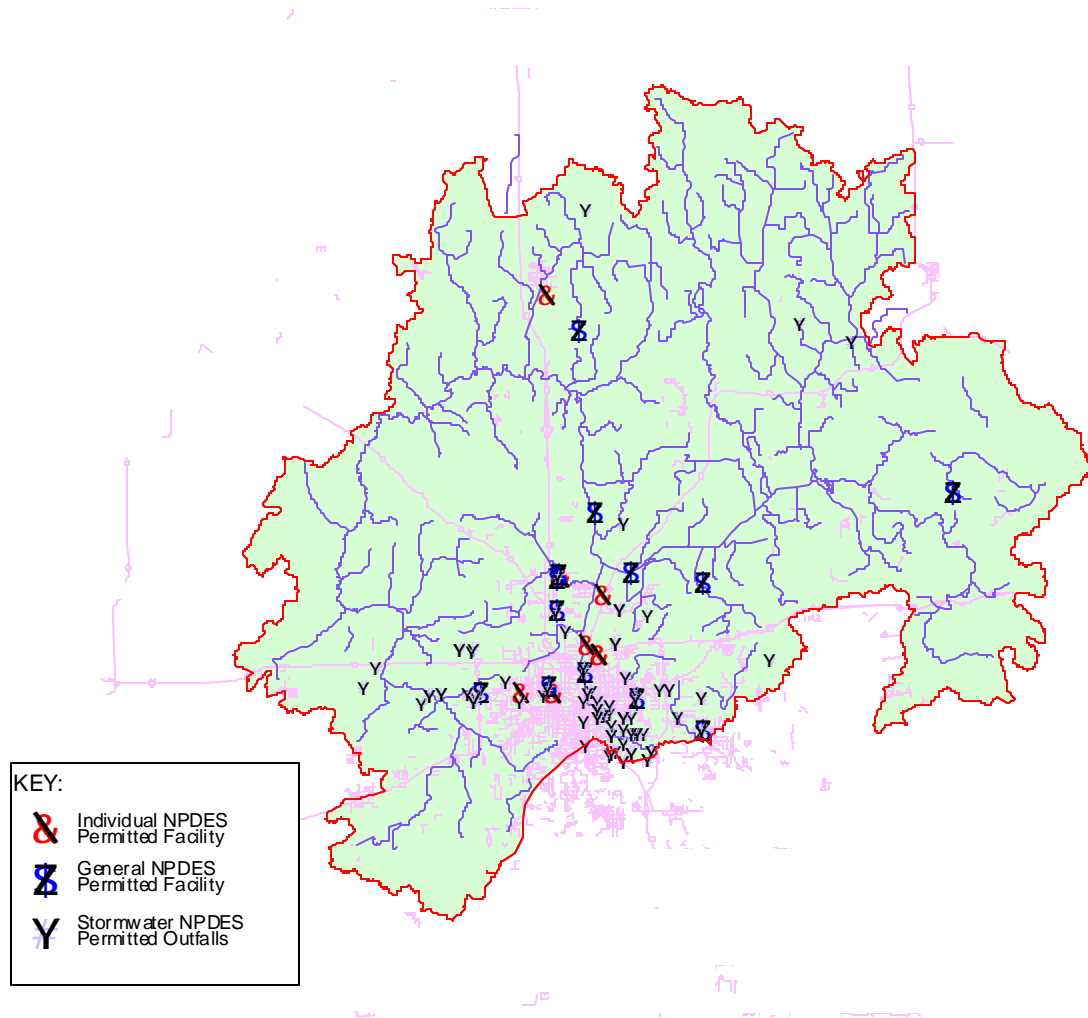 KEY:
Individual NPDES
Permitted Facility
General NPDES
Permitted Facility
Stormwater NPDES
Permitted Outfalls